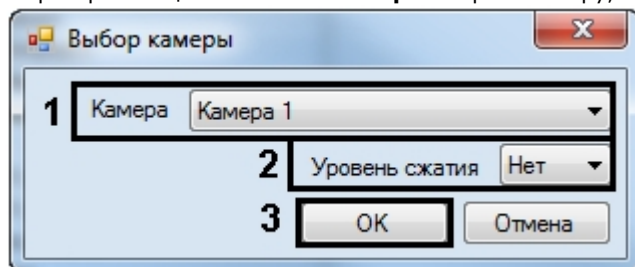 Выбор камеры
1 Камера Камера 1
2 Уровень сжатия Нет
3 OK Отмена